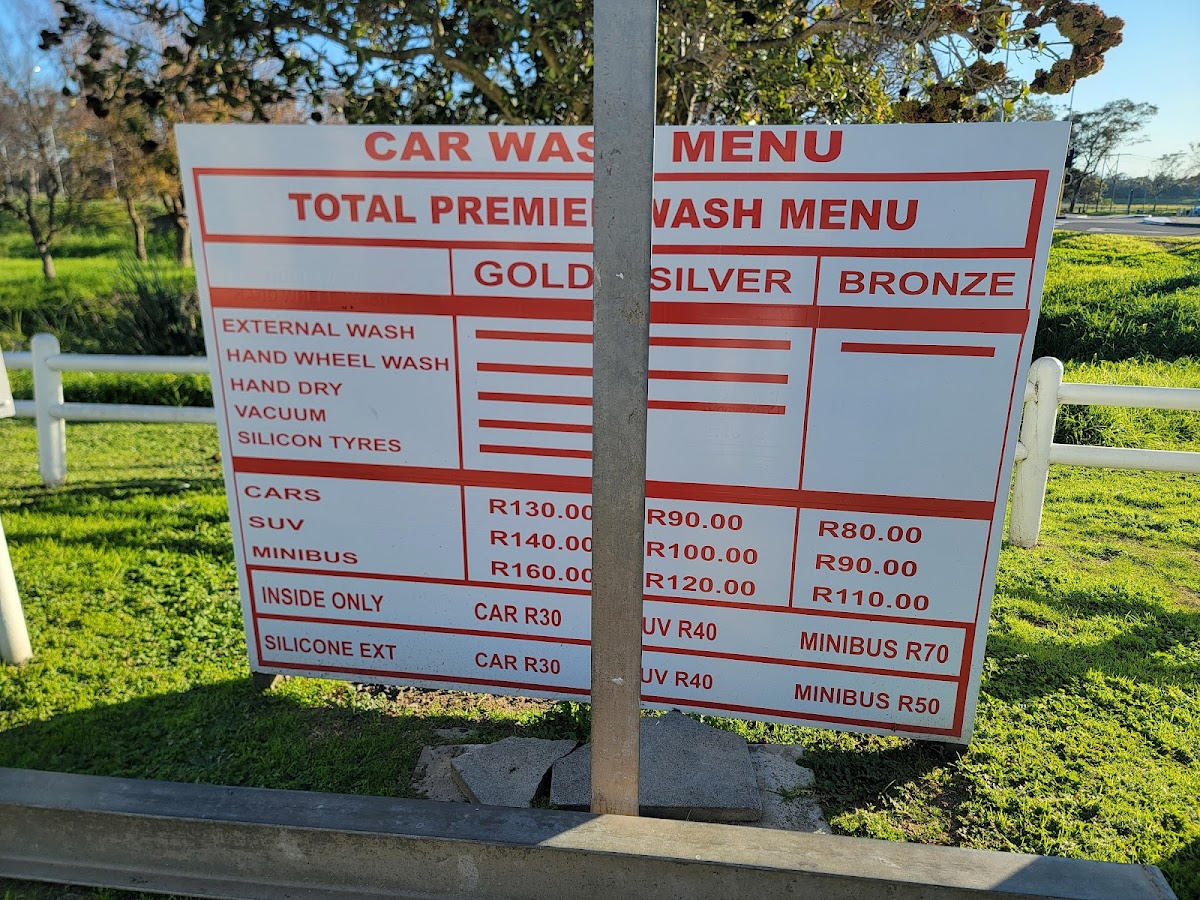 CAR WAS MENU
TOTAL PREMIE WASH MENU
GOLD SILVER BRONZE
EXTERNAL WASH
HAND WHEEL WASH
HAND DRY
VACUUM
SILICON TYRES
CARS R130.00 R90.00 R80.00
SUV R140.00 R100.00 R90.00
MINIBUS R160.00 R120.00 R110.00
INSIDE ONLY CAR R30 UV R40 MINIBUS R70
SILICONE EXT CAR R30 UV R40 MINIBUS R50